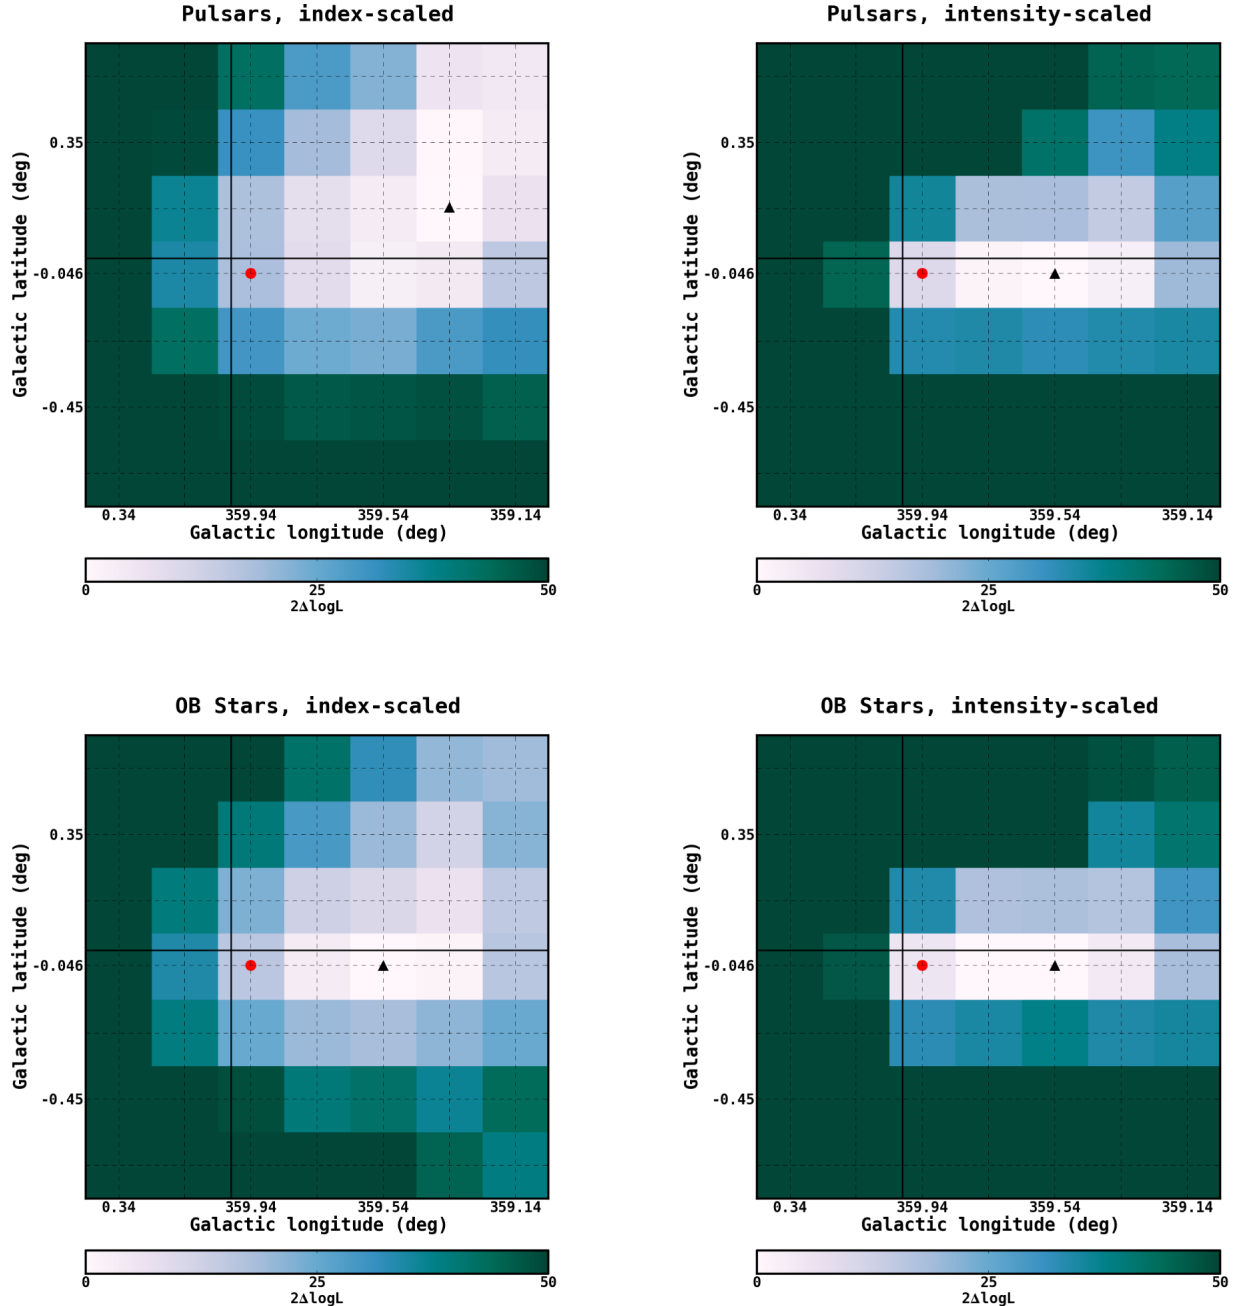 Pulsars, index-scaled
Galactic latitude (deg)
0.35
-0.046
-0.45
0.34 359.94 359.54 359.14
Galactic longitude (deg)
0 25 50
2ΔlogL
Pulsars, intensity-scaled
Galactic latitude (deg)
0.35
-0.046
-0.45
0.34 359.94 359.54 359.14
Galactic longitude (deg)
0 25 50
2ΔlogL
OB Stars, index-scaled
Galactic latitude (deg)
0.35
-0.046
-0.45
0.34 359.94 359.54 359.14
Galactic longitude (deg)
0 25 50
2ΔlogL
OB Stars, intensity-scaled
Galactic latitude (deg)
0.35
-0.046
-0.45
0.34 359.94 359.54 359.14
Galactic longitude (deg)
0 25 50
2ΔlogL